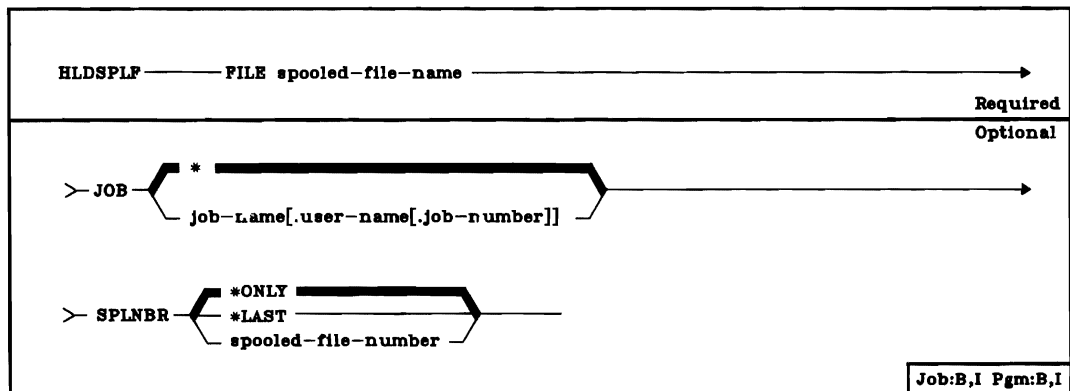 HLDSPLF FILE spooled-file-name
Required
Optional
JOB *
job-name[.user-name[.job-number]]
SPLNBR *ONLY
*LAST
spooled-file-number
Job:B,I Pgm:B,I